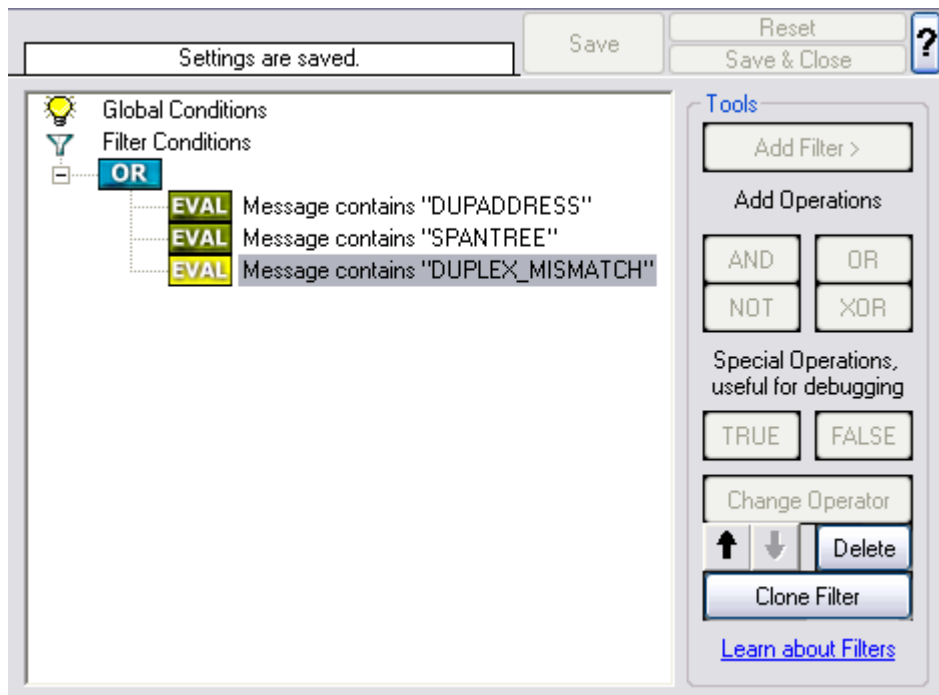 Settings are saved.
Save
Reset
Save & Close
?
Global Conditions
Filter Conditions
OR
EVAL Message contains "DUPADDRESS"
EVAL Message contains "SPANTREE"
EVAL Message contains "DUPLEX_MISMATCH"
Tools
Add Filter >
Add Operations
AND OR
NOT XOR
Special Operations,
useful for debugging
TRUE FALSE
Change Operator
Delete
Clone Filter
Learn about Filters